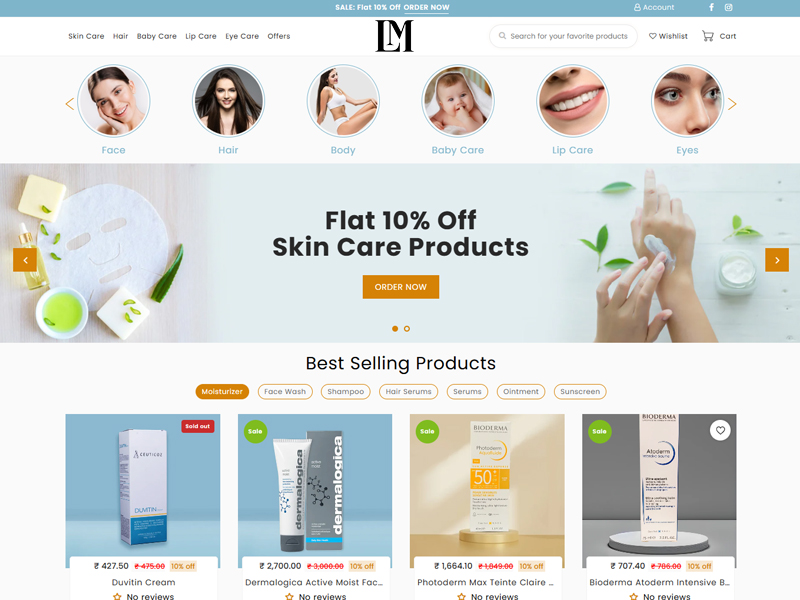 SALE: Flat 10% Off ORDER NOW
Account
Skin Care Hair Baby Care Lip Care Eye Care Offers
LM
Search for your favorite products
Wishlist
Cart
Face Hair Body Baby Care Lip Care Eyes
Flat 10% Off
Skin Care Products
ORDER NOW
Best Selling Products
Moisturizer Face Wash Shampoo Hair Serums Serums Ointment Sunscreen
Sold out
DUVITIN
₹ 427.50 ₹ 475.00 10% off
Duvitin Cream
No reviews
Sale
dermalogica
dermalogica
₹ 2,700.00 ₹ 3,000.00 10% off
Dermalogica Active Moist Fac...
No reviews
Sale
BIODERMA
Photoderm
50+
₹ 1,664.10 ₹ 1,849.00 10% off
Photoderm Max Teinte Claire ...
No reviews
Sale
BIODERMA
Atoderm
₹ 707.40 ₹ 786.00 10% off
Bioderma Atoderm Intensive B...
No reviews